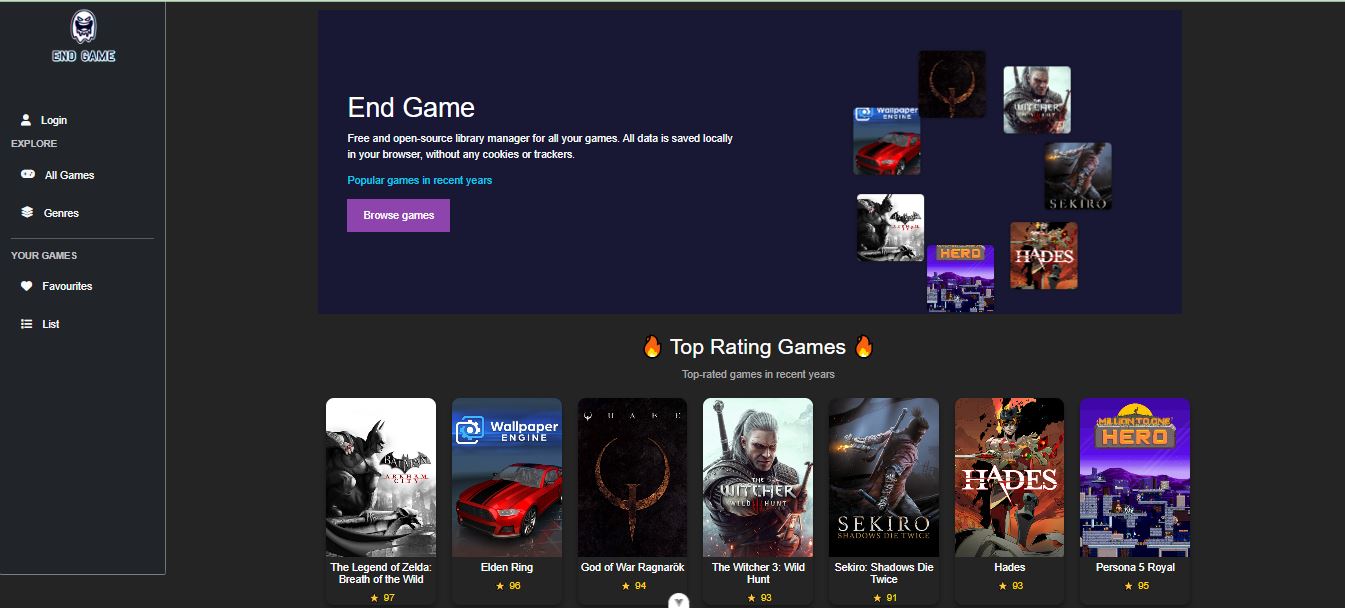 END GAME
Login
EXPLORE
All Games
Genres
YOUR GAMES
Favourites
List
End Game
Free and open-source library manager for all your games. All data is saved locally
in your browser, without any cookies or trackers.
Popular games in recent years
Browse games
Wallpaper
ENGINE
THE
WITCHER
SEKIRO
HERO
HADES
Top Rating Games
Top-rated games in recent years
BATMAN
ARKHAM
CITY
The Legend of Zelda:
Breath of the Wild
97
Wallpaper
ENGINE
Elden Ring
96
QUAKE
God of War Ragnarök
94
THE
WITCHER
WILD HUNT
The Witcher 3: Wild
Hunt
93
SEKIRO
SHADOWS DIE TWICE
Sekiro: Shadows Die
Twice
91
HADES
Hades
93
MILLION TO ONE
HERO
Persona 5 Royal
95